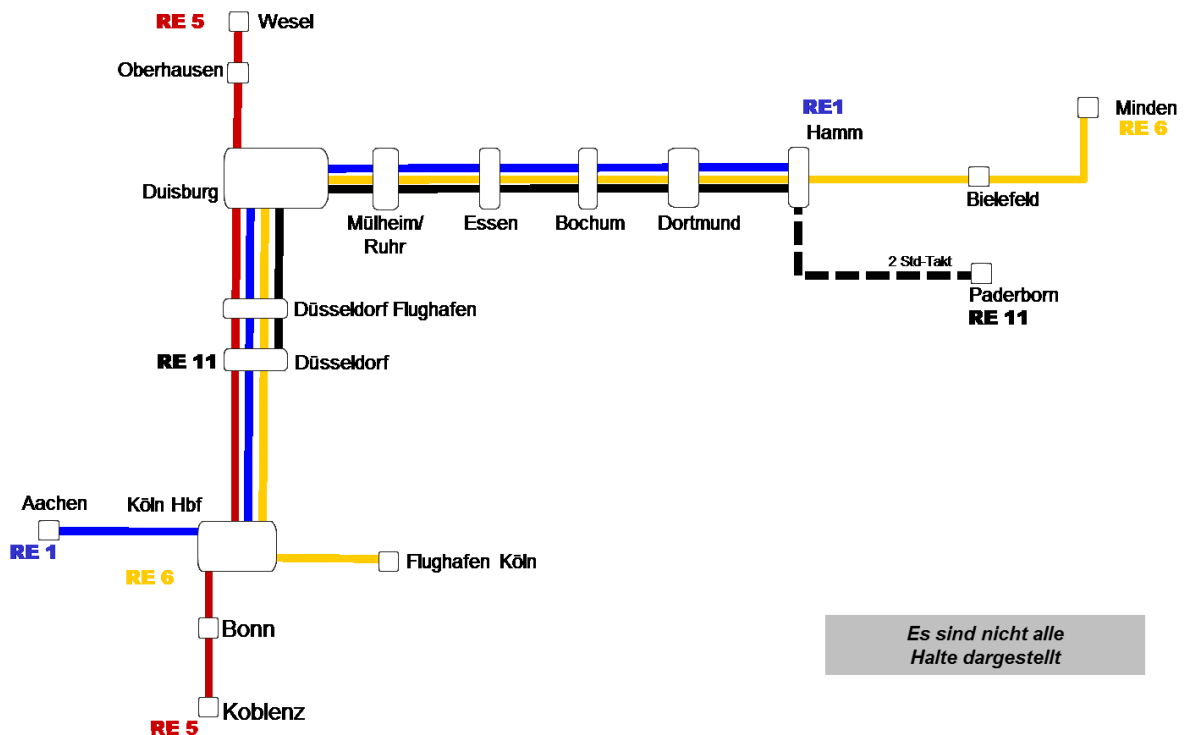 RE 5 Wesel
Oberhausen
RE1
Hamm
Minden
RE 6
Duisburg
Mülheim/
Ruhr
Essen
Bochum
Dortmund
Bielefeld
2 Std-Takt
Paderborn
RE 11
Düsseldorf Flughafen
RE 11 Düsseldorf
Aachen
Köln Hbf
RE 1
RE 6
Flughafen Köln
Bonn
Koblenz
RE 5
Es sind nicht alle
Halte dargestellt